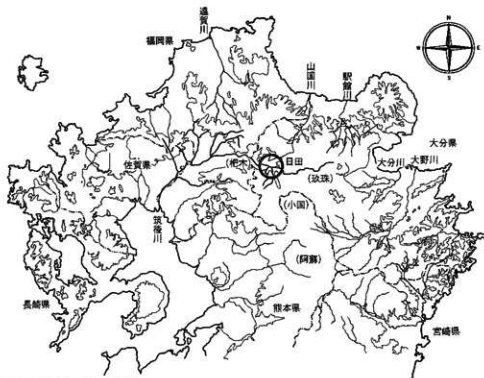 遠賀川
福岡県
山国川
駅館川
N
W
E
S
大分県
佐賀県
(杷木)
日田
大分川
大野川
(玖珠)
(小国)
筑後川
(阿蘇)
長崎県
熊本県
宮崎県